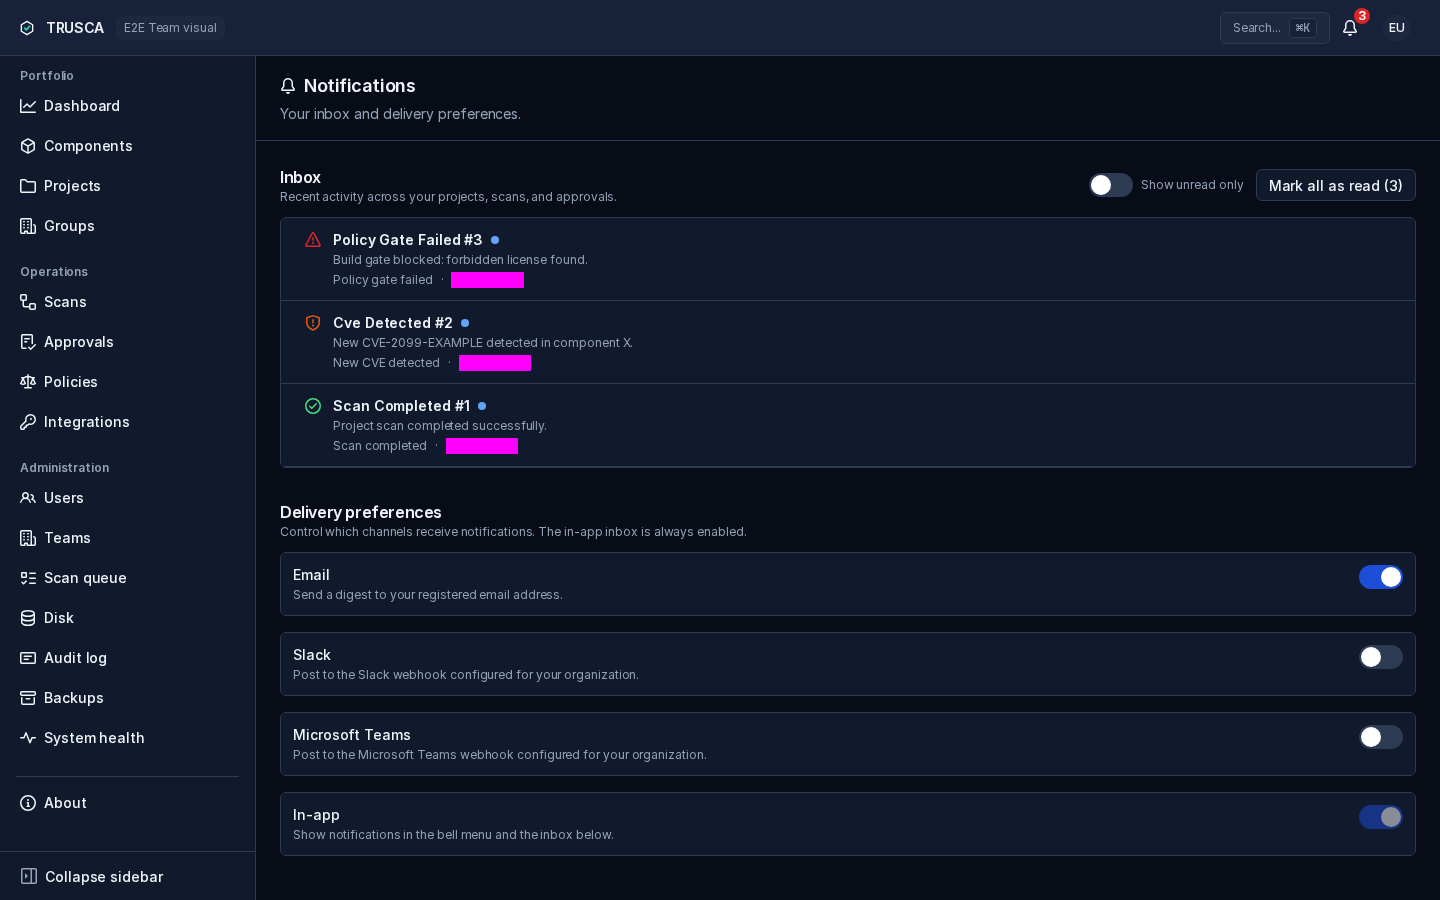 TRUSCA
E2E Team visual
Search...
⌘K
3
EU
Portfolio
Dashboard
Components
Projects
Groups
Operations
Scans
Approvals
Policies
Integrations
Administration
Users
Teams
Scan queue
Disk
Audit log
Backups
System health
About
Collapse sidebar
Notifications
Your inbox and delivery preferences.
Inbox
Recent activity across your projects, scans, and approvals.
Show unread only
Mark all as read (3)
Policy Gate Failed #3
Build gate blocked: forbidden license found.
Policy gate failed ·
Cve Detected #2
New CVE-2099-EXAMPLE detected in component X.
New CVE detected ·
Scan Completed #1
Project scan completed successfully.
Scan completed ·
Delivery preferences
Control which channels receive notifications. The in-app inbox is always enabled.
Email
Send a digest to your registered email address.
Slack
Post to the Slack webhook configured for your organization.
Microsoft Teams
Post to the Microsoft Teams webhook configured for your organization.
In-app
Show notifications in the bell menu and the inbox below.